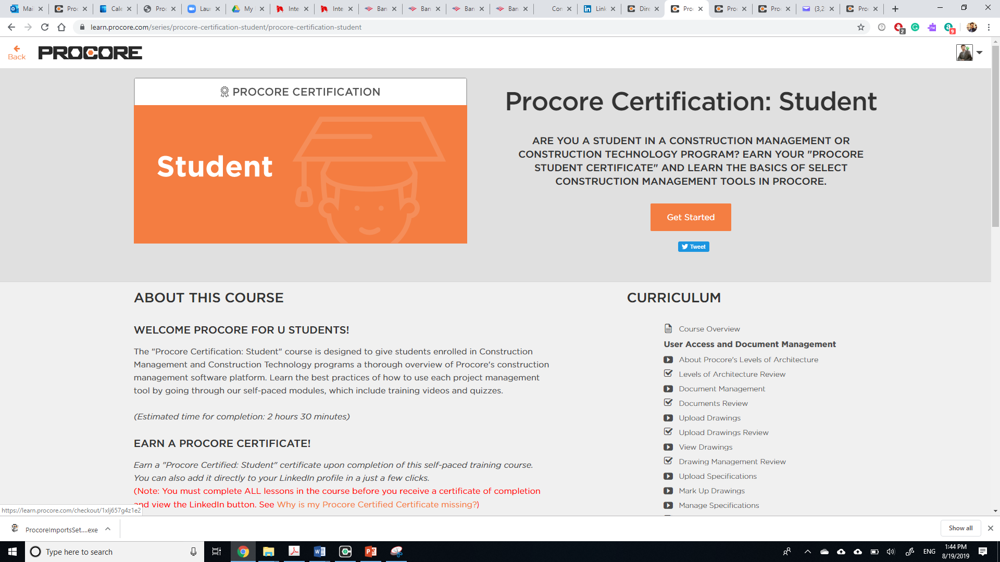 Mail
Proc
Cale
Proc
Lau
My
Inte
Inte
Ban
Ban
Ban
Ban
Con
Link
Dire
Proc
Pro
Proc
(3,2
Pro
learn.procore.com/series/procore-certification-student/procore-certification-student
2
9
Back
PROCORE
PROCORE CERTIFICATION
Student
Procore Certification: Student
ARE YOU A STUDENT IN A CONSTRUCTION MANAGEMENT OR
CONSTRUCTION TECHNOLOGY PROGRAM? EARN YOUR "PROCORE
STUDENT CERTIFICATE" AND LEARN THE BASICS OF SELECT
CONSTRUCTION MANAGEMENT TOOLS IN PROCORE.
Get Started
Tweet
ABOUT THIS COURSE
WELCOME PROCORE FOR U STUDENTS!
The "Procore Certification: Student" course is designed to give students enrolled in Construction
Management and Construction Technology programs a thorough overview of Procore's construction
management software platform. Learn the best practices of how to use each project management
tool by going through our self-paced modules, which include training videos and quizzes.
(Estimated time for completion: 2 hours 30 minutes)
EARN A PROCORE CERTIFICATE!
Earn a "Procore Certified: Student" certificate upon completion of this self-paced training course.
You can also add it directly to your LinkedIn profile in a just a few clicks.
(Note: You must complete ALL lessons in the course before you receive a certificate of completion
and view the LinkedIn button. See Why is my Procore Certified Certificate missing?)
CURRICULUM
Course Overview
User Access and Document Management
About Procore's Levels of Architecture
Levels of Architecture Review
Document Management
Documents Review
Upload Drawings
Upload Drawings Review
View Drawings
Drawing Management Review
Upload Specifications
Mark Up Drawings
Manage Specifications
https://learn.procore.com/checkout/1xlj657g4z1e2
ProcoreImportsSet....exe
Show all
Type here to search
ENG
1:44 PM
8/19/2019